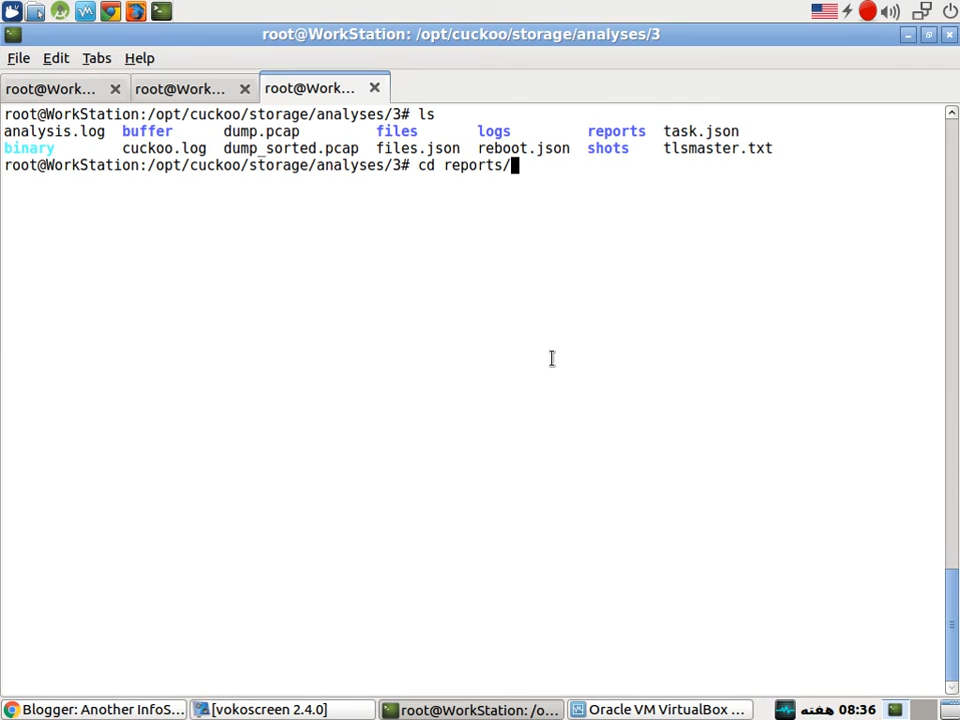 root@WorkStation: /opt/cuckoo/storage/analyses/3
File Edit Tabs Help
root@Work... root@Work... root@Work...
root@WorkStation:/opt/cuckoo/storage/analyses/3# ls
analysis.log buffer dump.pcap files logs reports task.json
binary cuckoo.log dump_sorted.pcap files.json reboot.json shots tlsmaster.txt
root@WorkStation:/opt/cuckoo/storage/analyses/3# cd reports/
Blogger: Another InfoS... [vokoscreen 2.4.0] root@WorkStation: /o... Oracle VM VirtualBox ... هفته 08:36